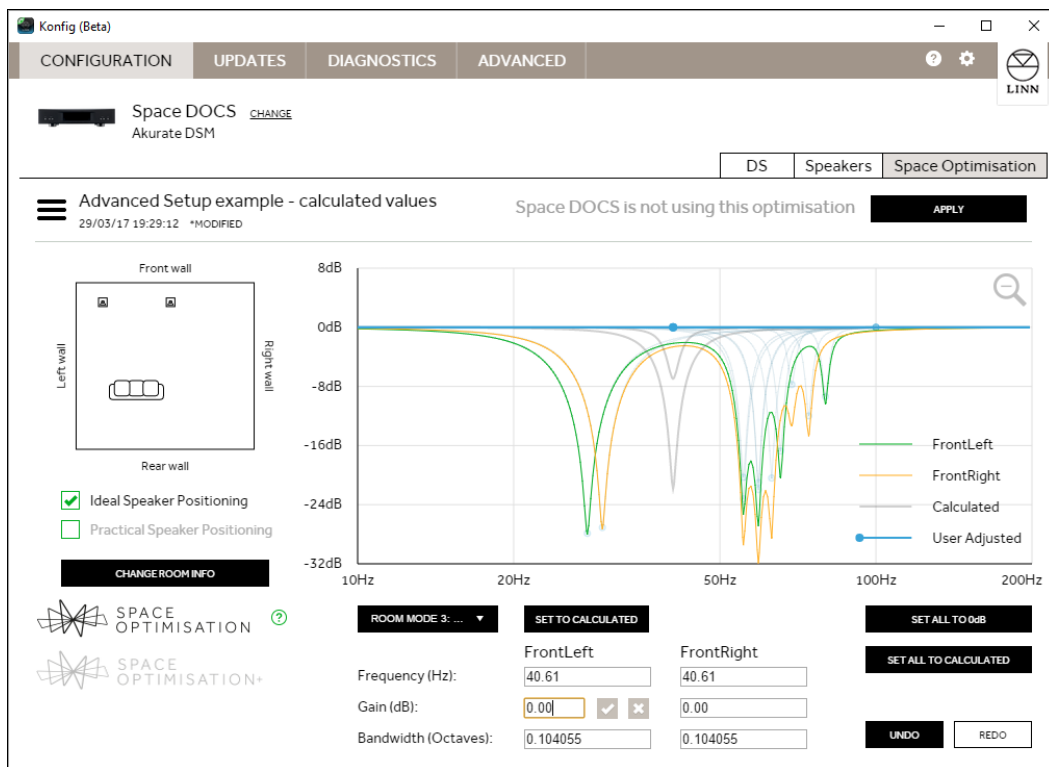 Konfig (Beta)
CONFIGURATION UPDATES DIAGNOSTICS ADVANCED ?
LINN
Space DOCS CHANGE
Akurate DSM
DS Speakers Space Optimisation
Advanced Setup example - calculated values
29/03/17 19:29:12 *MODIFIED
Space DOCS is not using this optimisation APPLY
Front wall
Left wall
Right wall
Rear wall
Ideal Speaker Positioning
Practical Speaker Positioning
CHANGE ROOM INFO
SPACE
OPTIMISATION ?
SPACE
OPTIMISATION+
8dB
0dB
-8dB
-16dB
-24dB
-32dB
10Hz 20Hz 50Hz 100Hz 200Hz
FrontLeft
FrontRight
Calculated
User Adjusted
ROOM MODE 3: ... SET TO CALCULATED SET ALL TO 0dB
SET ALL TO CALCULATED
FrontLeft FrontRight
Frequency (Hz): 40.61 40.61
Gain (dB): 0.00 0.00
Bandwidth (Octaves): 0.104055 0.104055
UNDO REDO